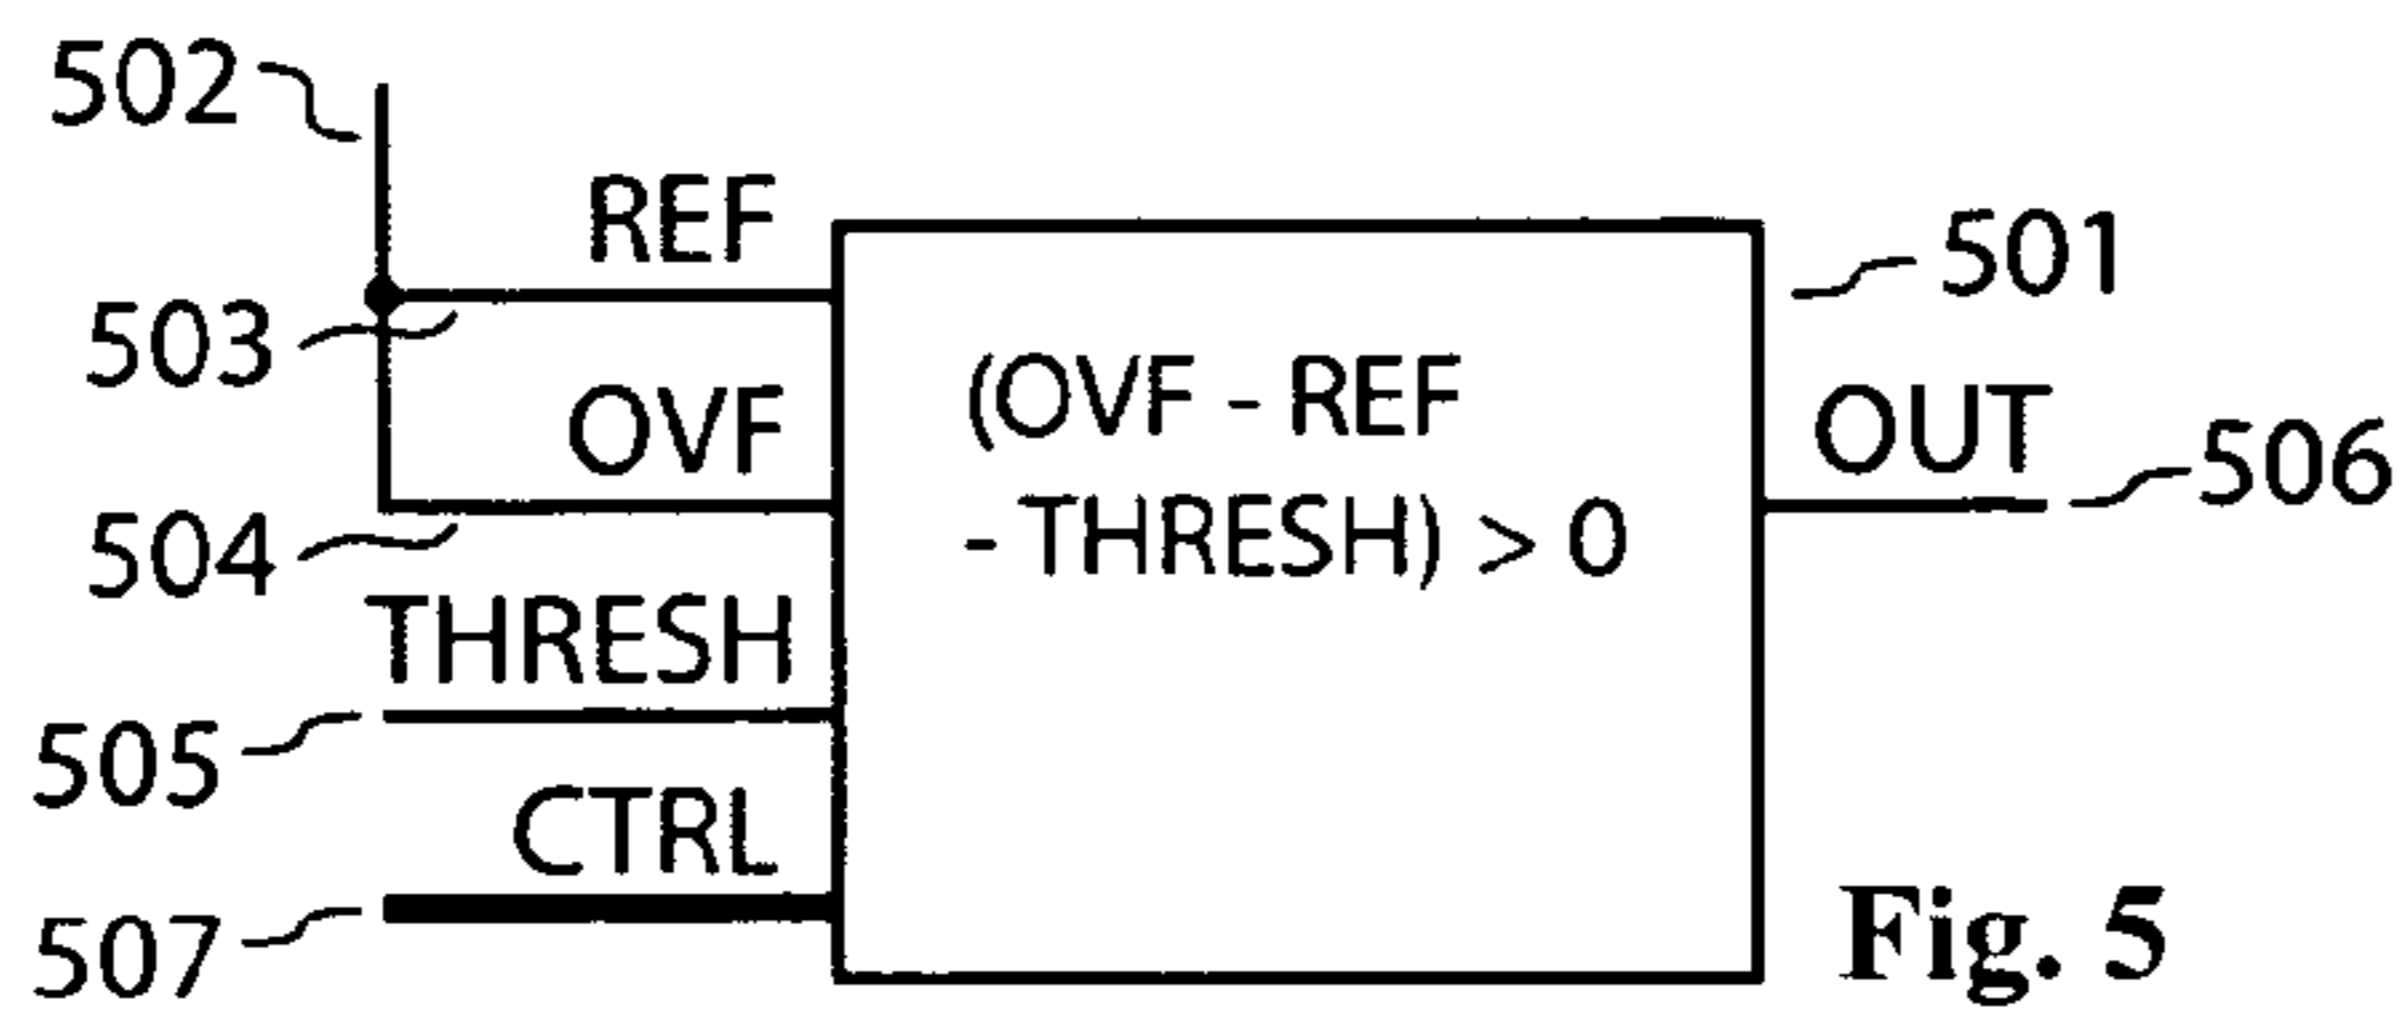 502
REF
501
503
(OVF - REF
OVF
OUT
506
- THRESH) > 0
504
THRESH
505
CTRL
507
Fig. 5